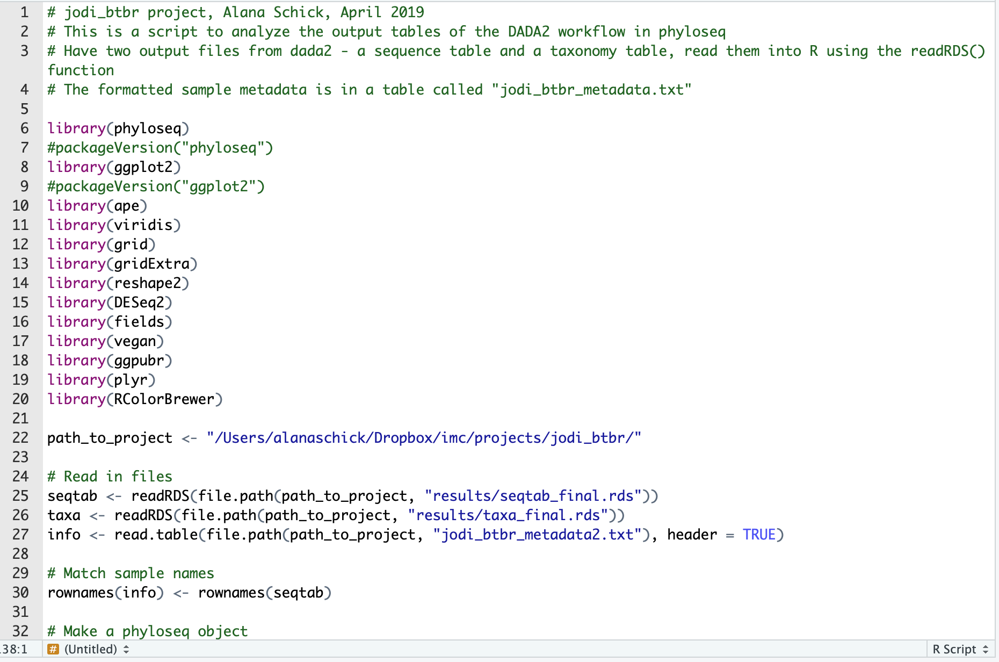 1 # jodi_btbr project, Alana Schick, April 2019
2 # This is a script to analyze the output tables of the DADA2 workflow in phyloseq
3 # Have two output files from dada2 - a sequence table and a taxonomy table, read them into R using the readRDS()
function
4 # The formatted sample metadata is in a table called "jodi_btbr_metadata.txt"
5
6 library(phyloseq)
7 #packageVersion("phyloseq")
8 library(ggplot2)
9 #packageVersion("ggplot2")
10 library(ape)
11 library(viridis)
12 library(grid)
13 library(gridExtra)
14 library(reshape2)
15 library(DESeq2)
16 library(fields)
17 library(vegan)
18 library(ggpubr)
19 library(plyr)
20 library(RColorBrewer)
21
22 path_to_project <- "/Users/alanaschick/Dropbox/imc/projects/jodi_btbr/"
23
24 # Read in files
25 seqtab <- readRDS(file.path(path_to_project, "results/seqtab_final.rds"))
26 taxa <- readRDS(file.path(path_to_project, "results/taxa_final.rds"))
27 info <- read.table(file.path(path_to_project, "jodi_btbr_metadata2.txt"), header = TRUE)
28
29 # Match sample names
30 rownames(info) <- rownames(seqtab)
31
32 # Make a phyloseq object
38:1 # (Untitled) R Script